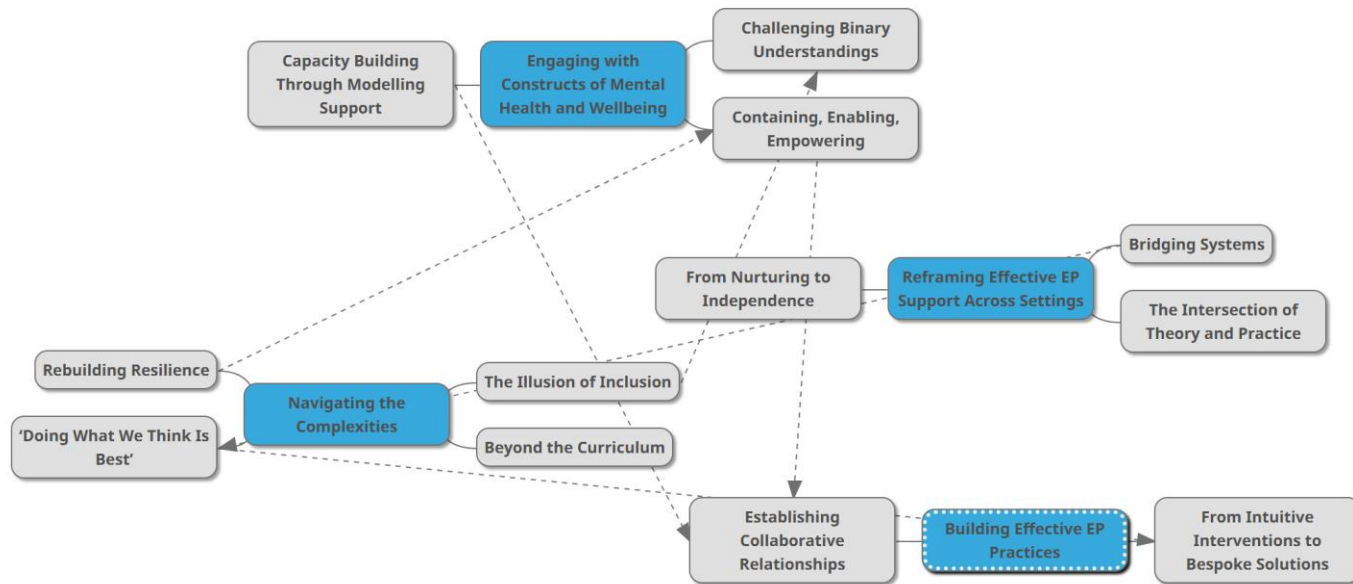 Capacity Building
Through Modelling
Support
Engaging with
Constructs of Mental
Health and Wellbeing
Challenging Binary
Understandings
Containing, Enabling,
Empowering
From Nurturing to
Independence
Reframing Effective EP
Support Across Settings
Bridging Systems
The Intersection of
Theory and Practice
Rebuilding Resilience
‘Doing What We Think Is
Best’
Navigating the
Complexities
The Illusion of Inclusion
Beyond the Curriculum
Establishing
Collaborative
Relationships
Building Effective EP
Practices
From Intuitive
Interventions to
Bespoke Solutions